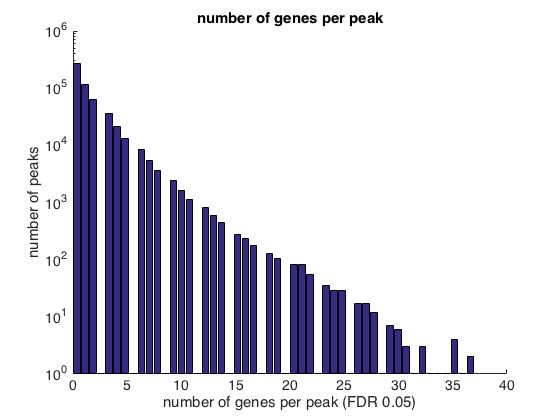 number of genes per peak
10^6
10^5
10^4
10^3
10^2
10^1
10^0
number of peaks
0 5 10 15 20 25 30 35 40
number of genes per peak (FDR 0.05)